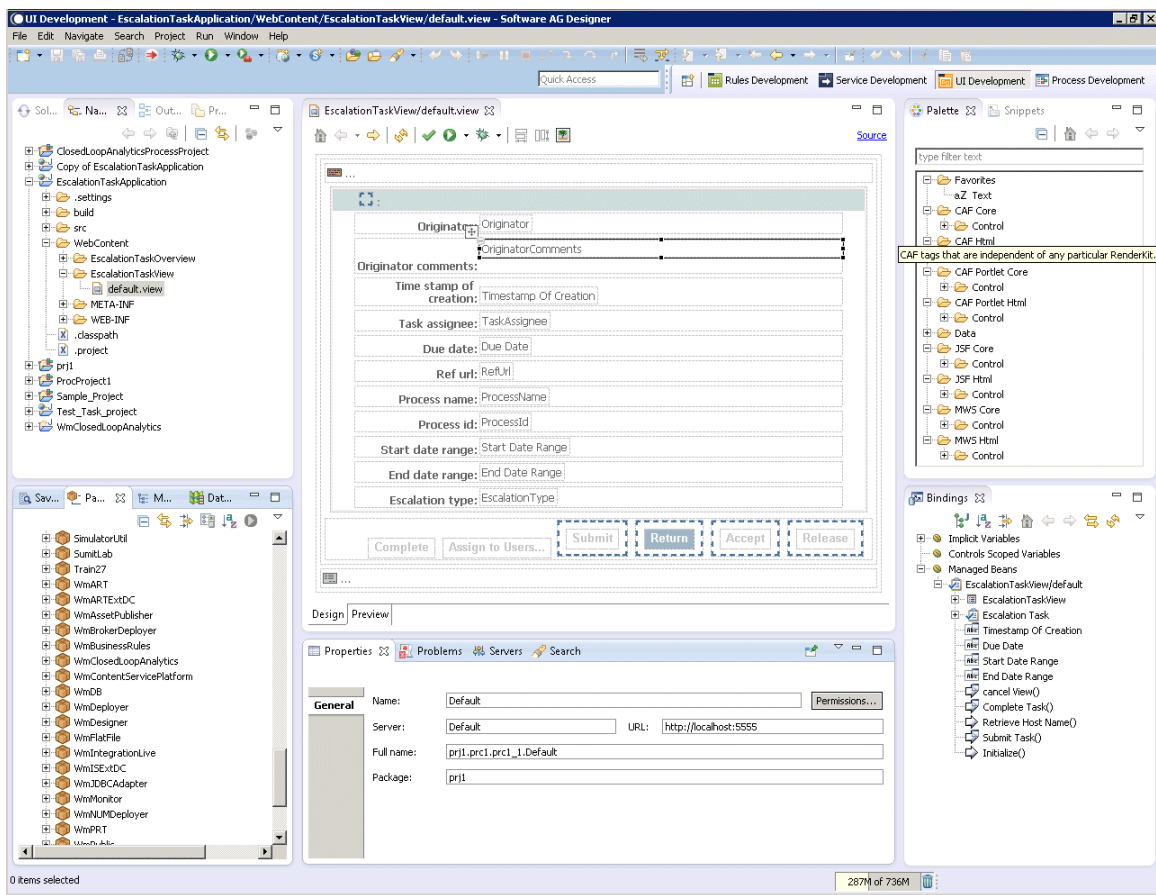 UI Development - EscalationTaskApplication/WebContent/EscalationTaskView/default.view - Software AG Designer
File Edit Navigate Search Project Run Window Help
Quick Access
Rules Development Service Development UI Development Process Development
Sol... Na... Out... Pr...
ClosedLoopAnalyticsProcessProject
Copy of EscalationTaskApplication
EscalationTaskApplication
.settings
build
src
WebContent
EscalationTaskOverview
EscalationTaskView
default.view
META-INF
WEB-INF
.classpath
.project
prj1
ProcProject1
Sample_Project
Test_Task_project
WmClosedLoopAnalytics
Sav... Pa... M... Dat...
SimulatorUtil
SumitLab
Train27
WmART
WmARTExtDC
WmAssetPublisher
WmBrokerDeployer
WmBusinessRules
WmClosedLoopAnalytics
WmContentServicePlatform
WmDB
WmDeployer
WmDesigner
WmFlatFile
WmIntegrationLive
WmISExtDC
WmJDBCAdapter
WmMonitor
WmNUMDeployer
WmPRT
WmPublic
EscalationTaskView/default.view
Source
...
:
Originator: Originator
OriginatorComments
Originator comments:
Time stamp of
creation: Timestamp Of Creation
Task assignee: TaskAssignee
Due date: Due Date
Ref url: RefUrl
Process name: ProcessName
Process id: ProcessId
Start date range: Start Date Range
End date range: End Date Range
Escalation type: EscalationType
Complete Assign to Users... Submit Return Accept Release
...
Design Preview
Properties Problems Servers Search
General
Name: Default Permissions...
Server: Default URL: http://localhost:5555
Full name: prj1.prc1.prc1_1.Default
Package: prj1
Palette Snippets
type filter text
Favorites
aZ Text
CAF Core
Control
CAF Html
CAF tags that are independent of any particular RenderKit.
CAF Portlet Core
Control
CAF Portlet Html
Control
Data
JSF Core
Control
JSF Html
Control
MWS Core
Control
MWS Html
Control
Bindings
Implicit Variables
Controls Scoped Variables
Managed Beans
EscalationTaskView/default
EscalationTaskView
Escalation Task
Timestamp Of Creation
Due Date
Start Date Range
End Date Range
cancel View()
Complete Task()
Retrieve Host Name()
Submit Task()
Initialize()
0 items selected
287M of 736M